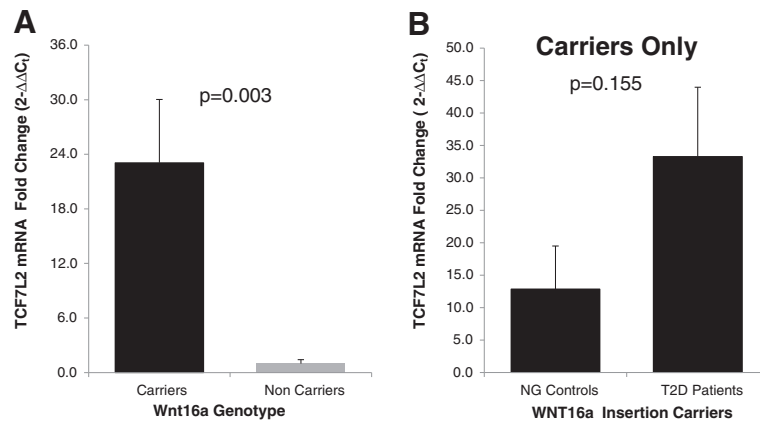 A
TCF7L2 mRNA Fold Change (2-ΔΔCt)
36.0
30.0
24.0
18.0
12.0
6.0
0.0
p=0.003
Carriers
Non Carriers
Wnt16a Genotype
B
TCF7L2 mRNA Fold Change ( 2-ΔΔCt)
50.0
45.0
40.0
35.0
30.0
25.0
20.0
15.0
10.0
5.0
0.0
Carriers Only
p=0.155
NG Controls
T2D Patients
WNT16a Insertion Carriers